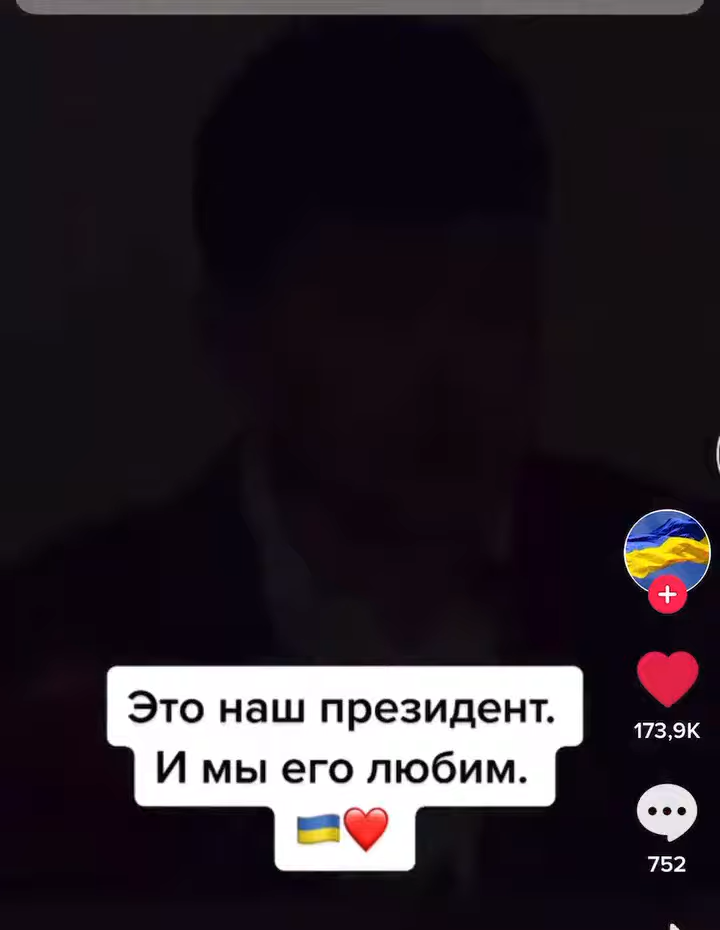 Это наш президент.
И мы его любим.
🇺🇦❤️
173,9K
752